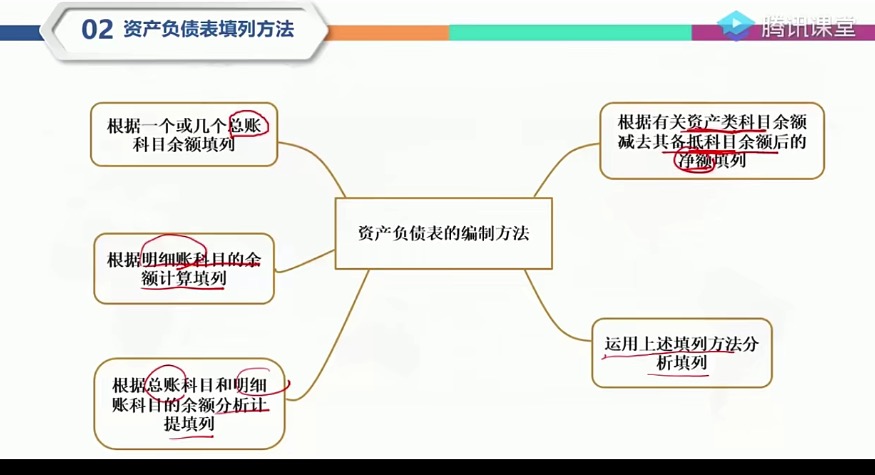 02 资产负债表填列方法
腾讯课堂
根据一个或几个总账
科目余额填列
根据有关资产类科目余额
减去其备抵科目余额后的
净额填列
资产负债表的编制方法
根据明细账科目的余
额计算填列
运用上述填列方法分
析填列
根据总账科目和明细
账科目的余额分析计
提填列